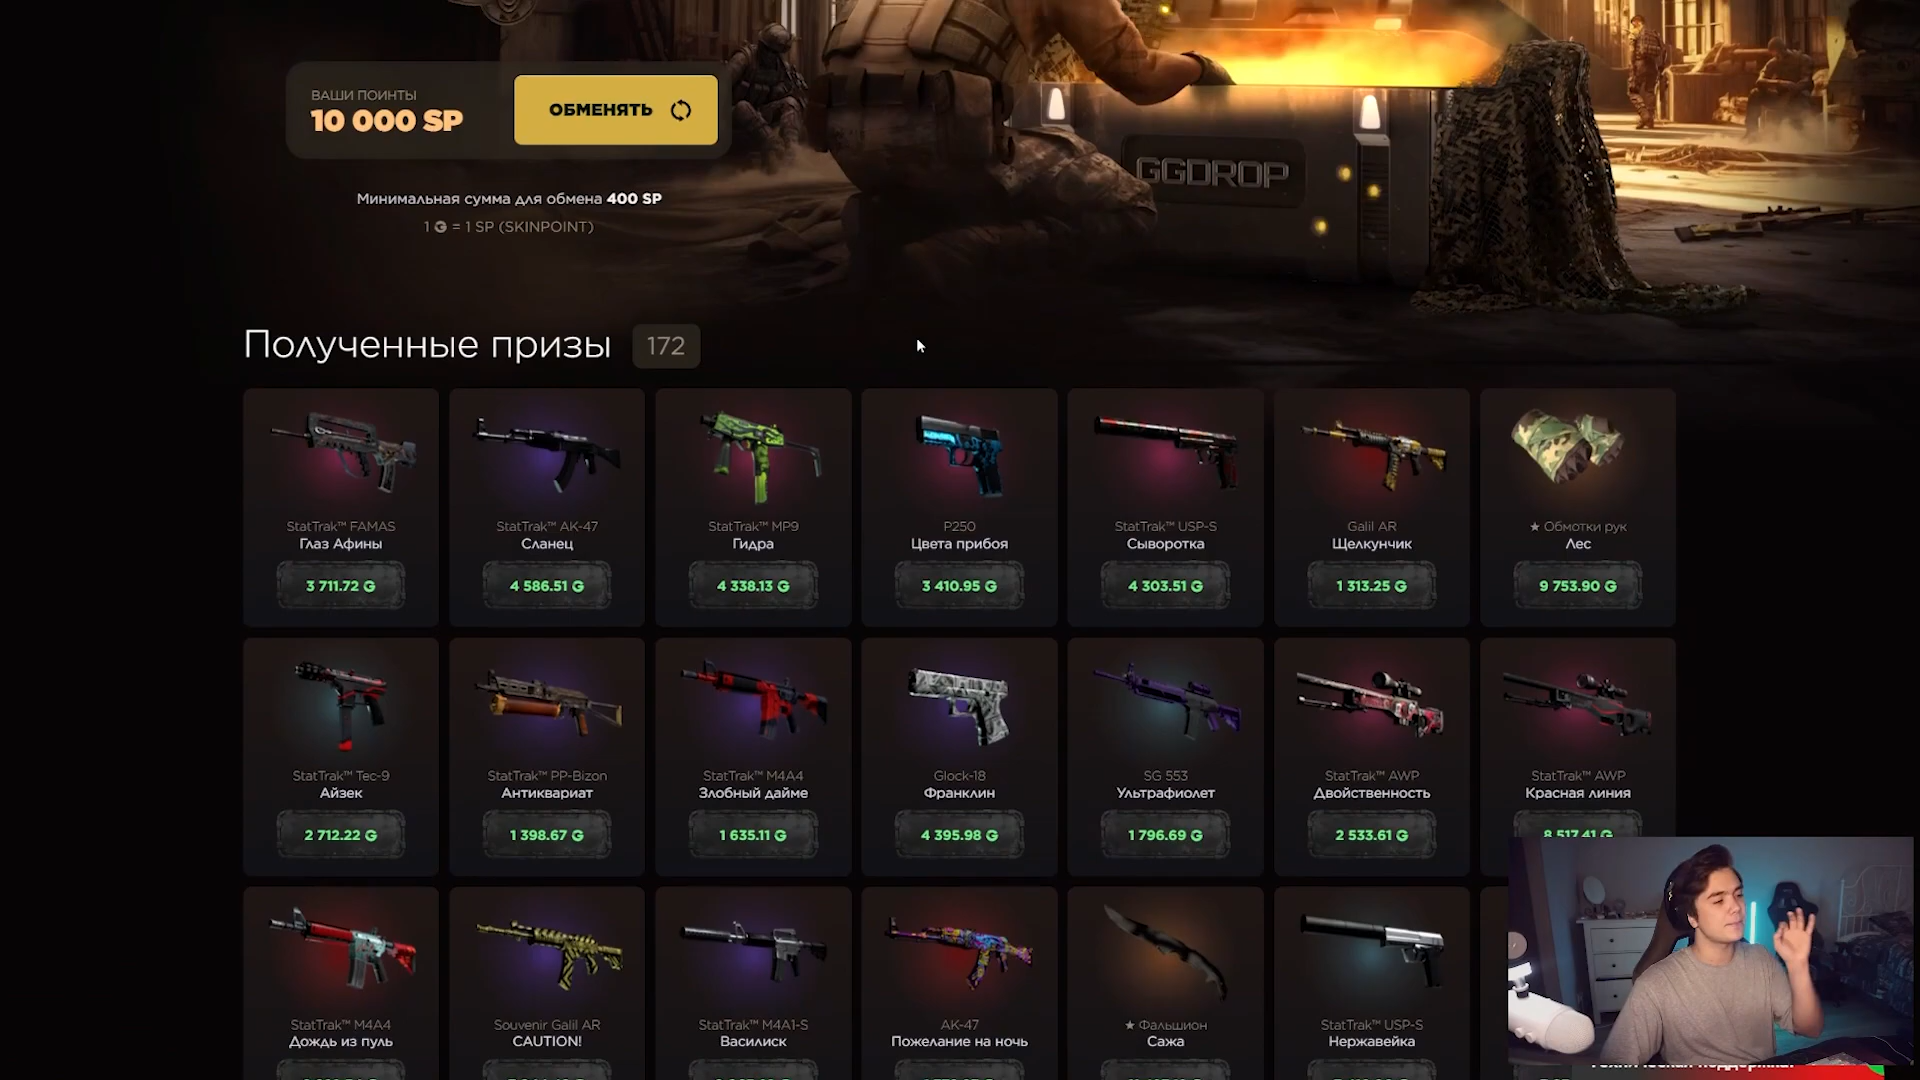 ВАШИ ПОИНТЫ
10 000 SP
ОБМЕНЯТЬ
Минимальная сумма для обмена 400 SP
1 G = 1 SP (SKINPOINT)
GGDROP
Полученные призы 172
StatTrak™ FAMAS
Глаз Афины
3 711.72 G
StatTrak™ AK-47
Сланец
4 586.51 G
StatTrak™ MP9
Гидра
4 338.13 G
P250
Цвета прибоя
3 410.95 G
StatTrak™ USP-S
Сыворотка
4 303.51 G
Galil AR
Щелкунчик
1 313.25 G
★ Обмотки рук
Лес
9 753.90 G
StatTrak™ Tec-9
Айзек
2 712.22 G
StatTrak™ PP-Bizon
Антиквариат
1 398.67 G
StatTrak™ M4A4
Злобный дайме
1 635.11 G
Glock-18
Франклин
4 395.98 G
SG 553
Ультрафиолет
1 796.69 G
StatTrak™ AWP
Двойственность
2 533.61 G
StatTrak™ AWP
Красная линия
8 517.41 G
StatTrak™ M4A4
Дождь из пуль
Souvenir Galil AR
CAUTION!
StatTrak™ M4A1-S
Василиск
AK-47
Пожелание на ночь
★ Фальшион
Сажа
StatTrak™ USP-S
Нержавейка